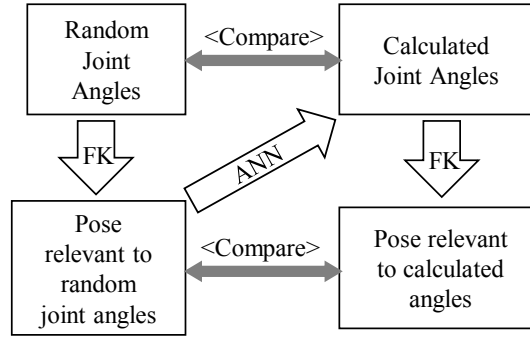 Random
Joint
Angles
<Compare>
Calculated
Joint Angles
FK
ANN
FK
Pose
relevant to
random
joint angles
<Compare>
Pose relevant
to calculated
angles